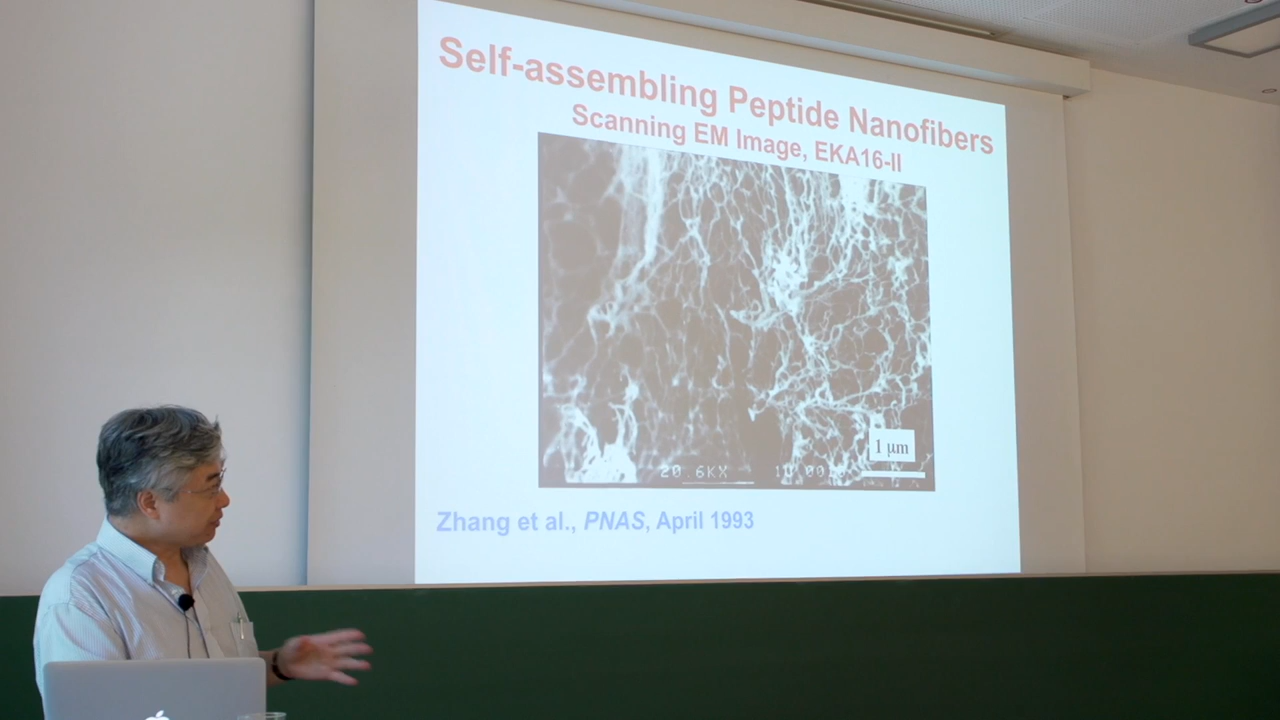 Self-assembling Peptide Nanofibers
Scanning EM Image, EKA16-II
1 μm
20.6KX
Zhang et al., PNAS, April 1993